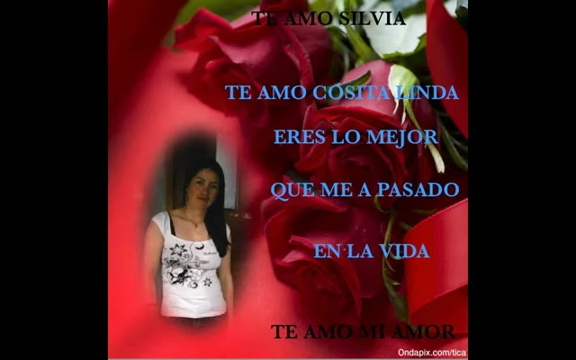 TE AMO SILVIA
TE AMO COSITA LINDA
ERES LO MEJOR
QUE ME A PASADO
EN LA VIDA
TE AMO MI AMOR
Ondapix.com/tica